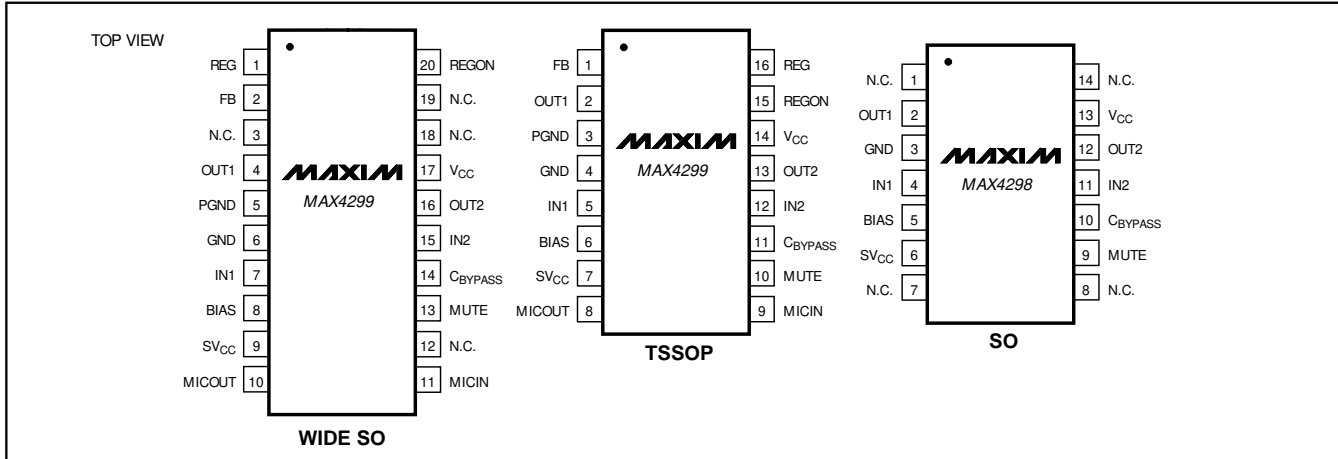 TOP VIEW
REG 1
FB 2
N.C. 3
OUT1 4
PGND 5
GND 6
IN1 7
BIAS 8
SVCC 9
MICOUT 10
MAXIM
MAX4299
20 REGON
19 N.C.
18 N.C.
17 VCC
16 OUT2
15 IN2
14 CBYPASS
13 MUTE
12 N.C.
11 MICIN
WIDE SO
FB 1
OUT1 2
PGND 3
GND 4
IN1 5
BIAS 6
SVCC 7
MICOUT 8
MAXIM
MAX4299
16 REG
15 REGON
14 VCC
13 OUT2
12 IN2
11 CBYPASS
10 MUTE
9 MICIN
TSSOP
N.C. 1
OUT1 2
GND 3
IN1 4
BIAS 5
SVCC 6
N.C. 7
MAXIM
MAX4298
14 N.C.
13 VCC
12 OUT2
11 IN2
10 CBYPASS
9 MUTE
8 N.C.
SO